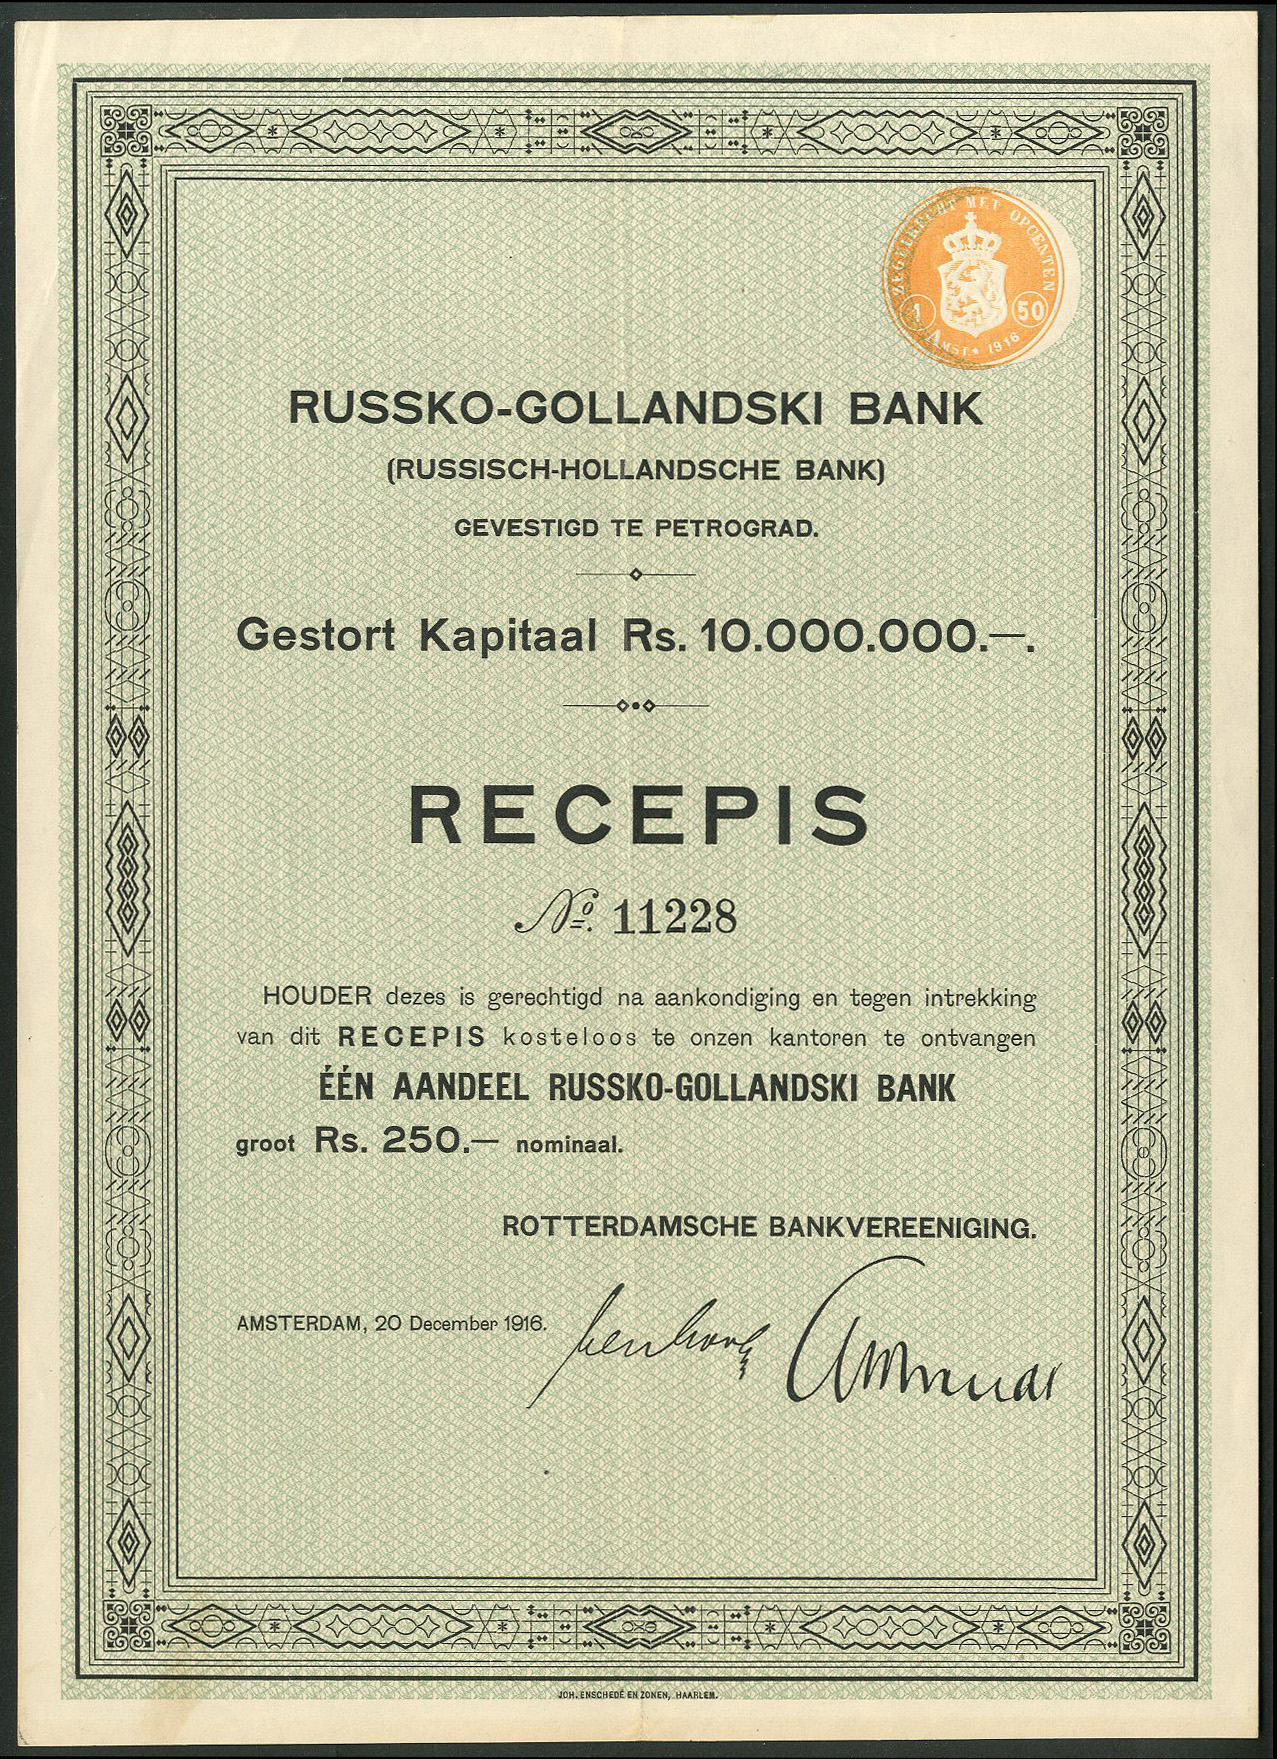 ZEGELRECHT MET OPCENTEN
1 50
AMST. 1916
RUSSKO-GOLLANDSKI BANK
(RUSSISCH-HOLLANDSCHE BANK)
GEVESTIGD TE PETROGRAD.
Gestort Kapitaal Rs. 10.000.000.—.
RECEPIS
No. 11228
HOUDER dezes is gerechtigd na aankondiging en tegen intrekking
van dit RECEPIS kosteloos te onzen kantoren te ontvangen
ÉÉN AANDEEL RUSSKO-GOLLANDSKI BANK
groot Rs. 250.— nominaal.
ROTTERDAMSCHE BANKVEREENIGING.
AMSTERDAM, 20 December 1916.
JOH. ENSCHEDÉ EN ZONEN, HAARLEM.